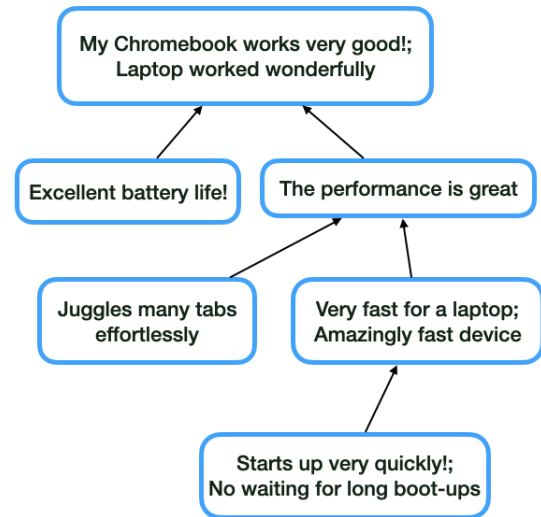 My Chromebook works very good!;
Laptop worked wonderfully
Excellent battery life!
The performance is great
Juggles many tabs
effortlessly
Very fast for a laptop;
Amazingly fast device
Starts up very quickly!;
No waiting for long boot-ups